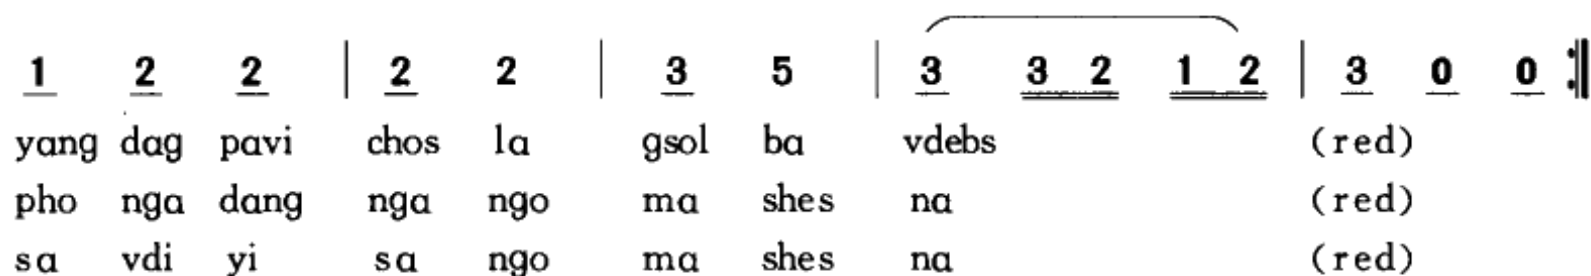 1 2 2 | 2 2 | 3 5 | 3 3 2 1 2 | 3 0 0 :‖
yang dag pavi chos la gsol ba vdebs (red)
pho nga dang nga ngo ma shes na (red)
sa vdi yi sa ngo ma shes na (red)